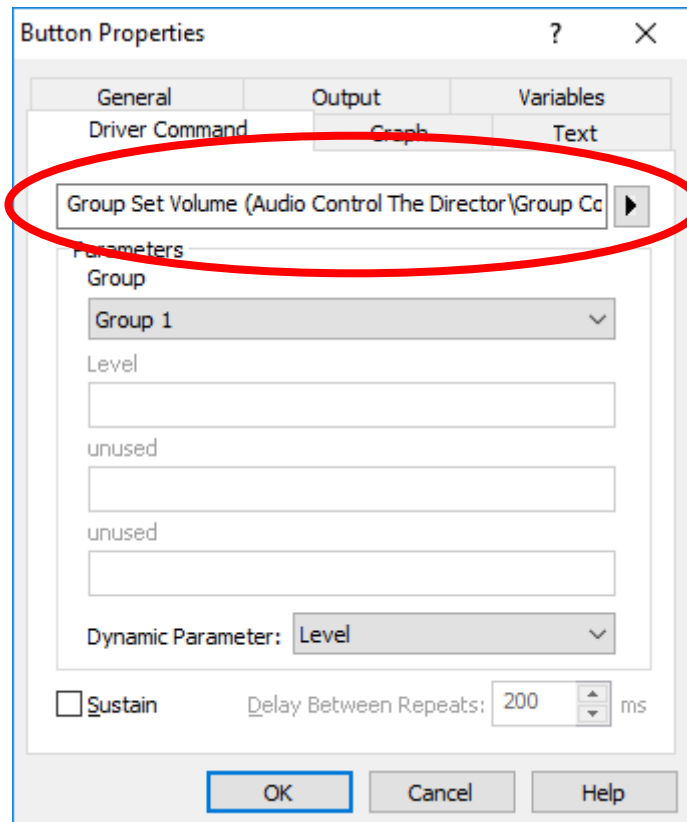 Button Properties ? ×
General Output Variables
Driver Command Graph Text
Group Set Volume (Audio Control The Director\Group Co
Parameters
Group
Group 1
Level
unused
unused
Dynamic Parameter: Level
Sustain Delay Between Repeats: 200 ms
OK Cancel Help